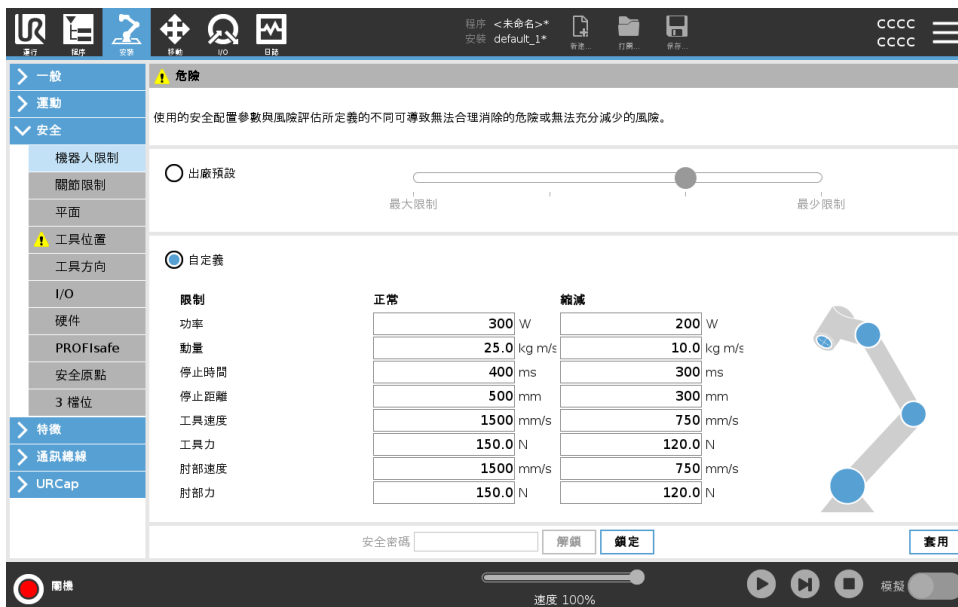 程序 <未命名>*
安裝 default_1*
運行
程序
安裝
移動
I/O
日誌
新建...
打開...
保存...
CCCC
CCCC
一般
運動
安全
機器人限制
關節限制
平面
工具位置
工具方向
I/O
硬件
PROFIsafe
安全原點
3 檔位
特徵
通訊總線
URCap
危險
使用的安全配置參數與風險評估所定義的不同可導致無法合理消除的危險或無法充分減少的風險。
出廠預設
最大限制
最少限制
自定義
限制 正常 縮減
功率 300 W 200 W
動量 25.0 kg m/s 10.0 kg m/s
停止時間 400 ms 300 ms
停止距離 500 mm 300 mm
工具速度 1500 mm/s 750 mm/s
工具力 150.0 N 120.0 N
肘部速度 1500 mm/s 750 mm/s
肘部力 150.0 N 120.0 N
安全密碼 解鎖 鎖定 套用
關機
速度 100%
模擬